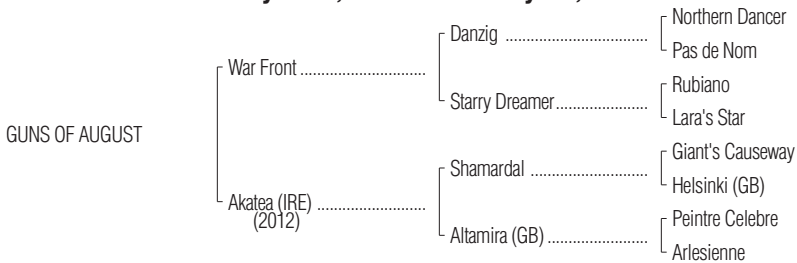 Northern Dancer
Danzig ........................................
Pas de Nom
War Front ...................................
Rubiano
Starry Dreamer..........................
Lara's Star
GUNS OF AUGUST
Giant's Causeway
Shamardal .................................
Helsinki (GB)
Akatea (IRE) ..............................
(2012)
Peintre Celebre
Altamira (GB) ............................
Arlesienne